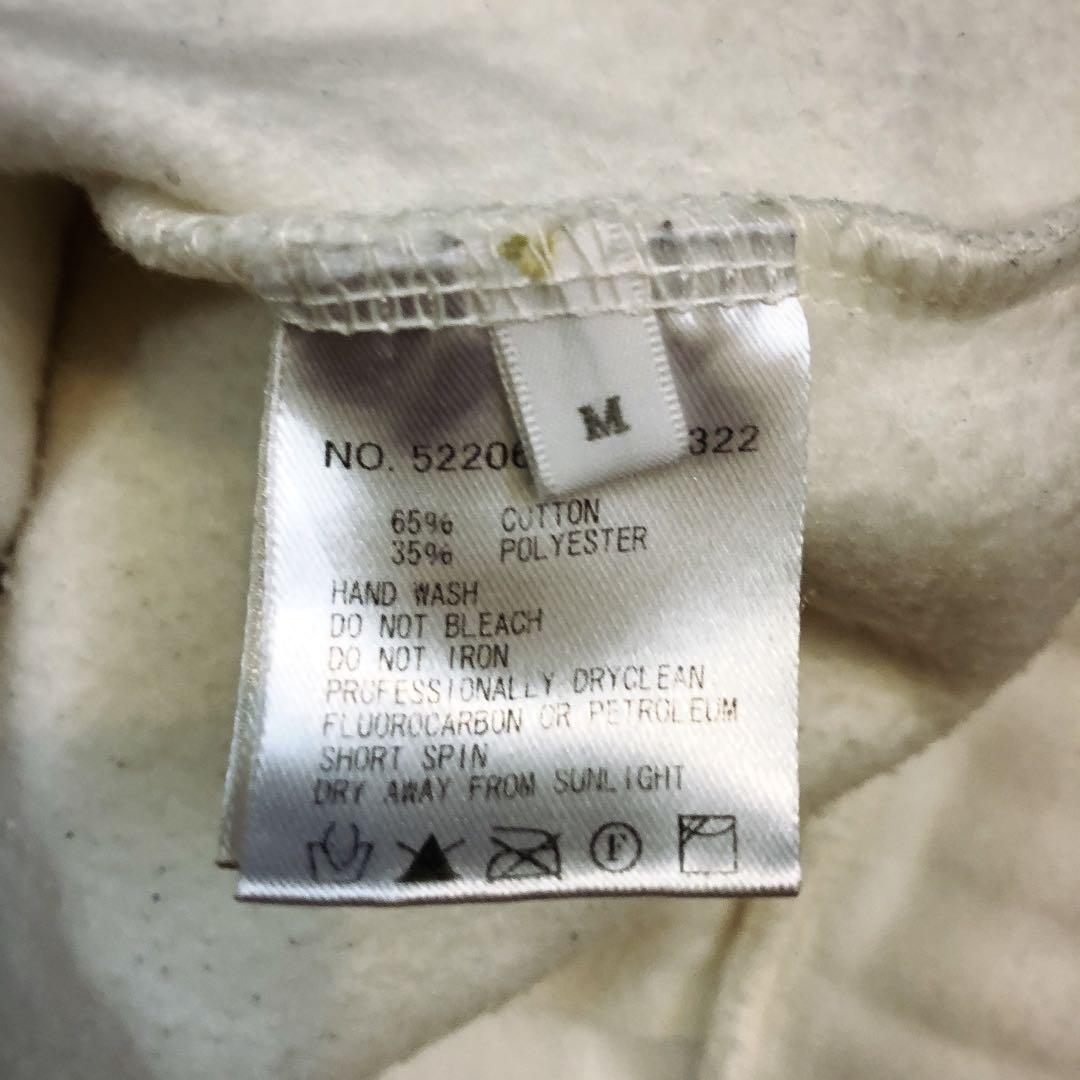 M
NO. 52206 322
65% COTTON
35% POLYESTER
HAND WASH
DO NOT BLEACH
DO NOT IRON
PROFESSIONALLY DRYCLEAN
FLUOROCARBON OR PETROLEUM
SHORT SPIN
DRY AWAY FROM SUNLIGHT
F